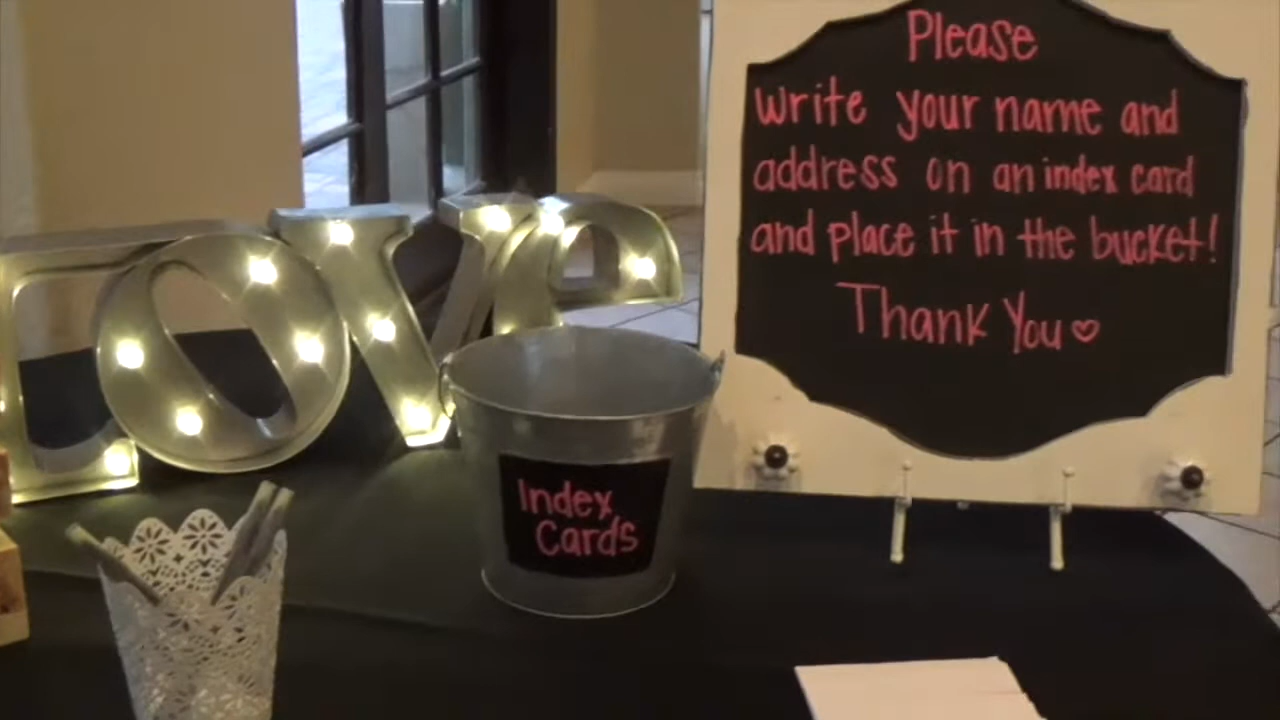 Please
Write your name and
address on an index card
and place it in the bucket!
Thank You♡
LOVe
Index
Cards